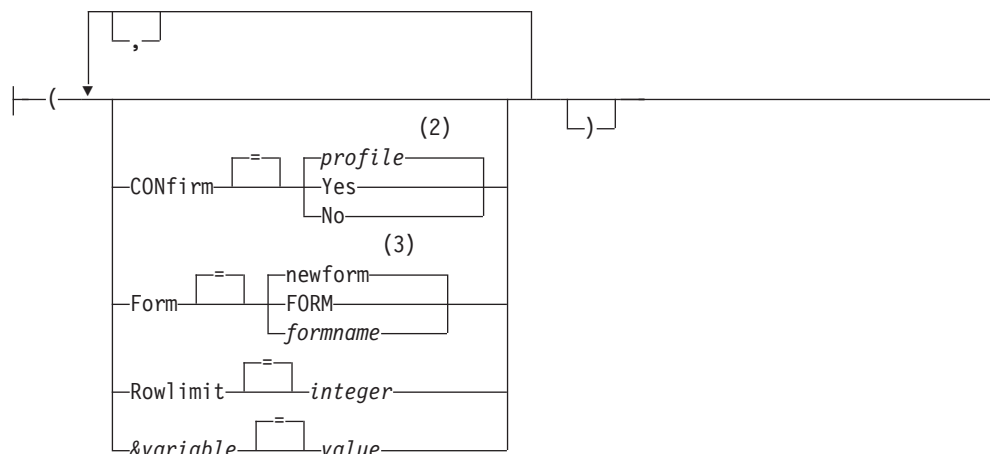 ,
( )
(2)
CONfirm = profile
Yes
No
(3)
Form = newform
FORM
formname
Rowlimit = integer
&variable = value